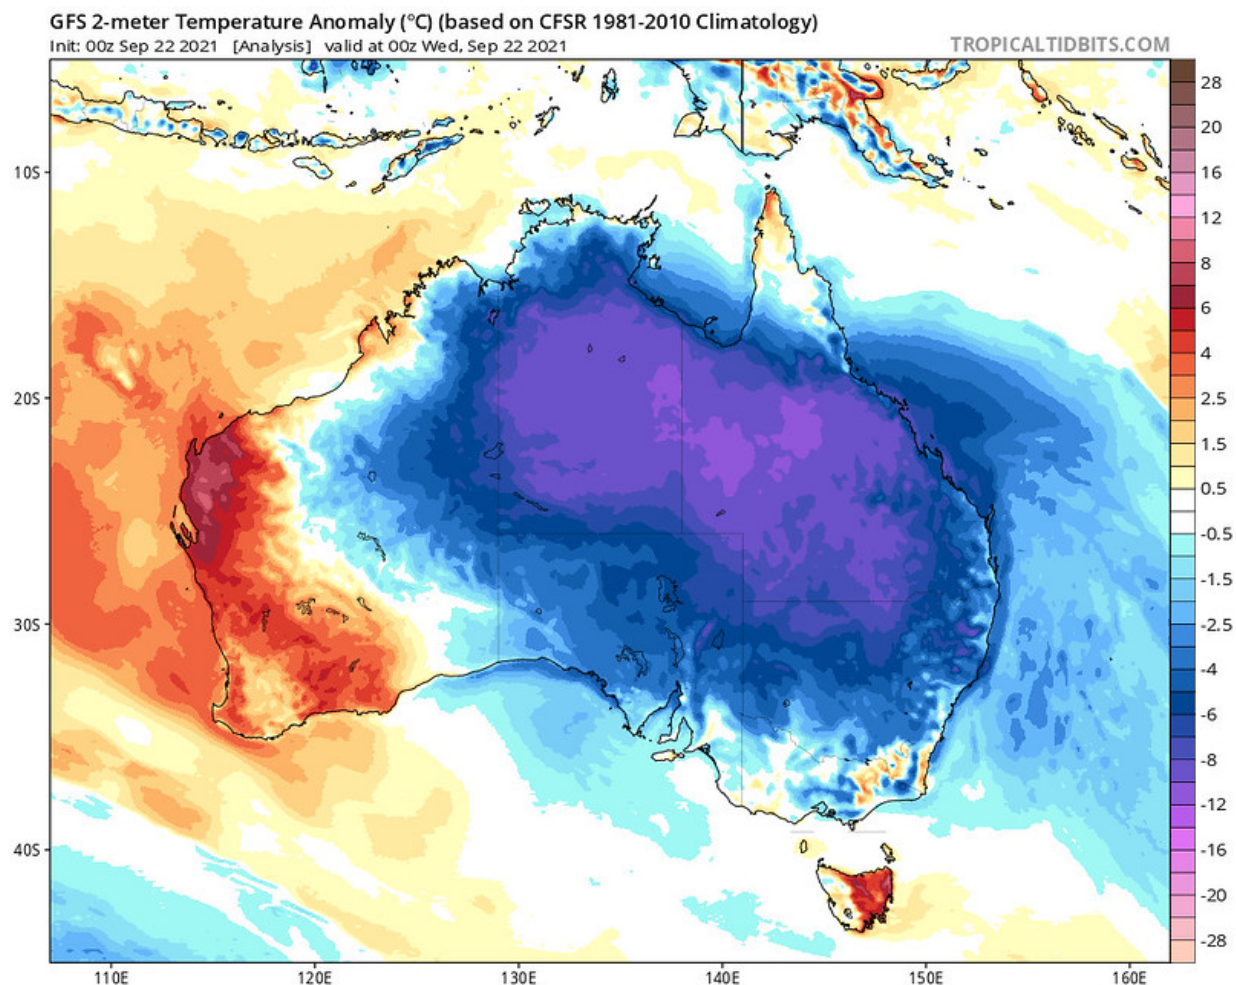 GFS 2-meter Temperature Anomaly (°C) (based on CFSR 1981-2010 Climatology)
Init: 00z Sep 22 2021 [Analysis] valid at 00z Wed, Sep 22 2021
TROPICALTIDBITS.COM
10S
20S
30S
40S
110E
120E
130E
140E
150E
160E
28
20
16
12
8
6
4
2.5
1.5
0.5
-0.5
-1.5
-2.5
-4
-6
-8
-12
-16
-20
-28